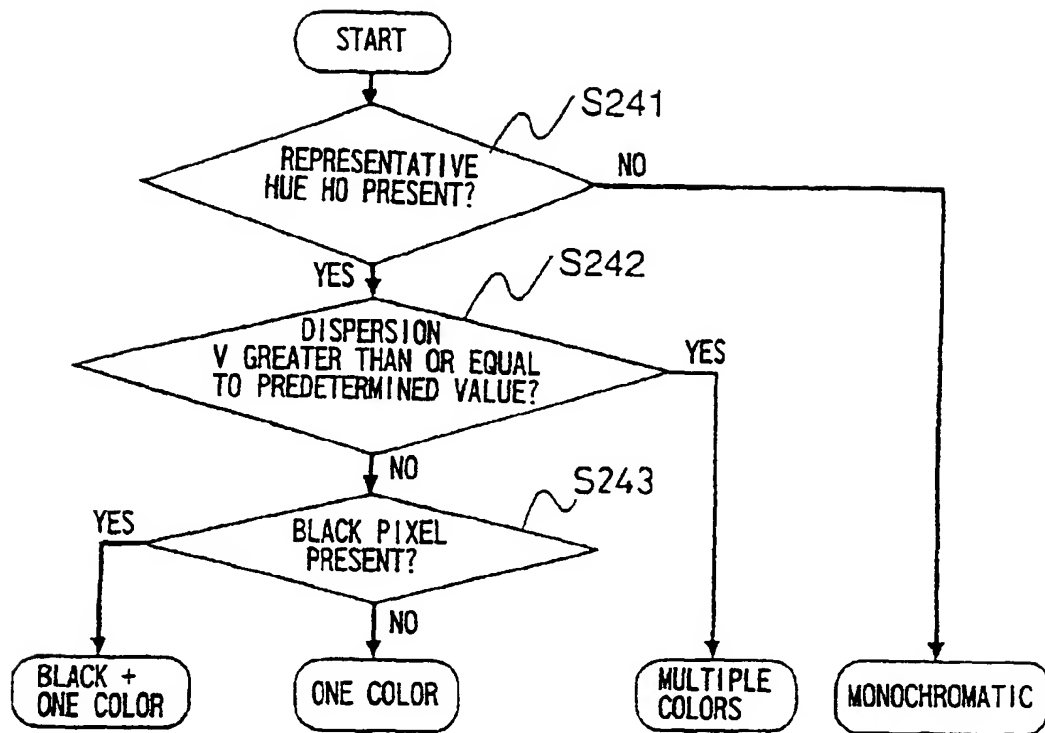 START
S241
REPRESENTATIVE
HUE H0 PRESENT?
NO
YES
S242
DISPERSION
V GREATER THAN OR EQUAL
TO PREDETERMINED VALUE?
YES
NO
S243
YES
BLACK PIXEL
PRESENT?
NO
BLACK +
ONE COLOR
ONE COLOR
MULTIPLE
COLORS
MONOCHROMATIC